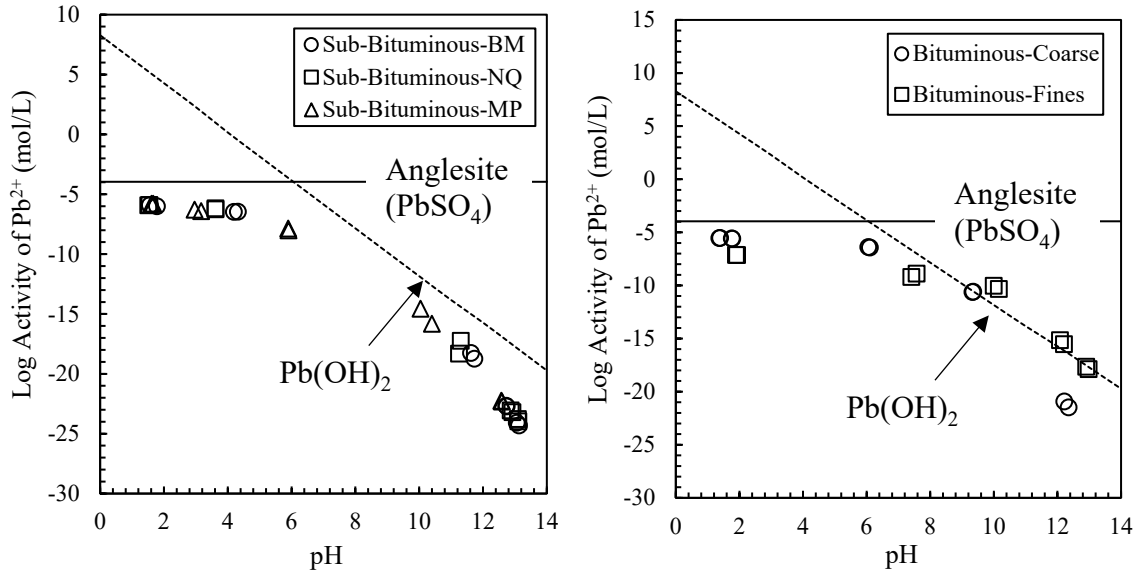 Log Activity of Pb²⁺ (mol/L)
10
5
0
-5
-10
-15
-20
-25
-30
Sub-Bituminous-BM
Sub-Bituminous-NQ
Sub-Bituminous-MP
Anglesite
(PbSO₄)
Pb(OH)₂
0 2 4 6 8 10 12 14
pH
Log Activity of Pb²⁺ (mol/L)
20
15
10
5
0
-5
-10
-15
-20
-25
-30
Bituminous-Coarse
Bituminous-Fines
Anglesite
(PbSO₄)
Pb(OH)₂
0 2 4 6 8 10 12 14
pH